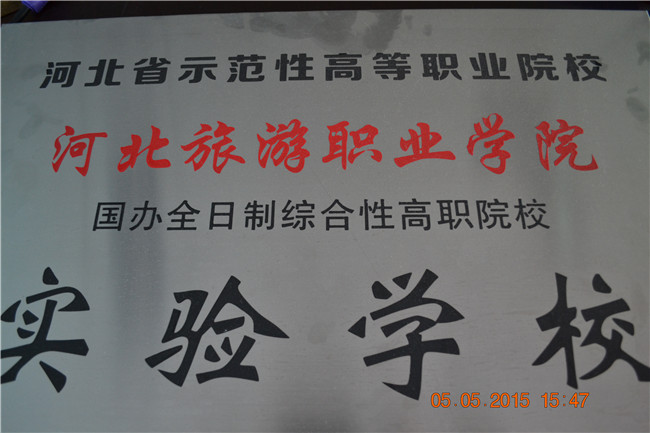 河北省示范性高等职业院校
河北旅游职业学院
国办全日制综合性高职院校
实验学校
05.05.2015 15:47